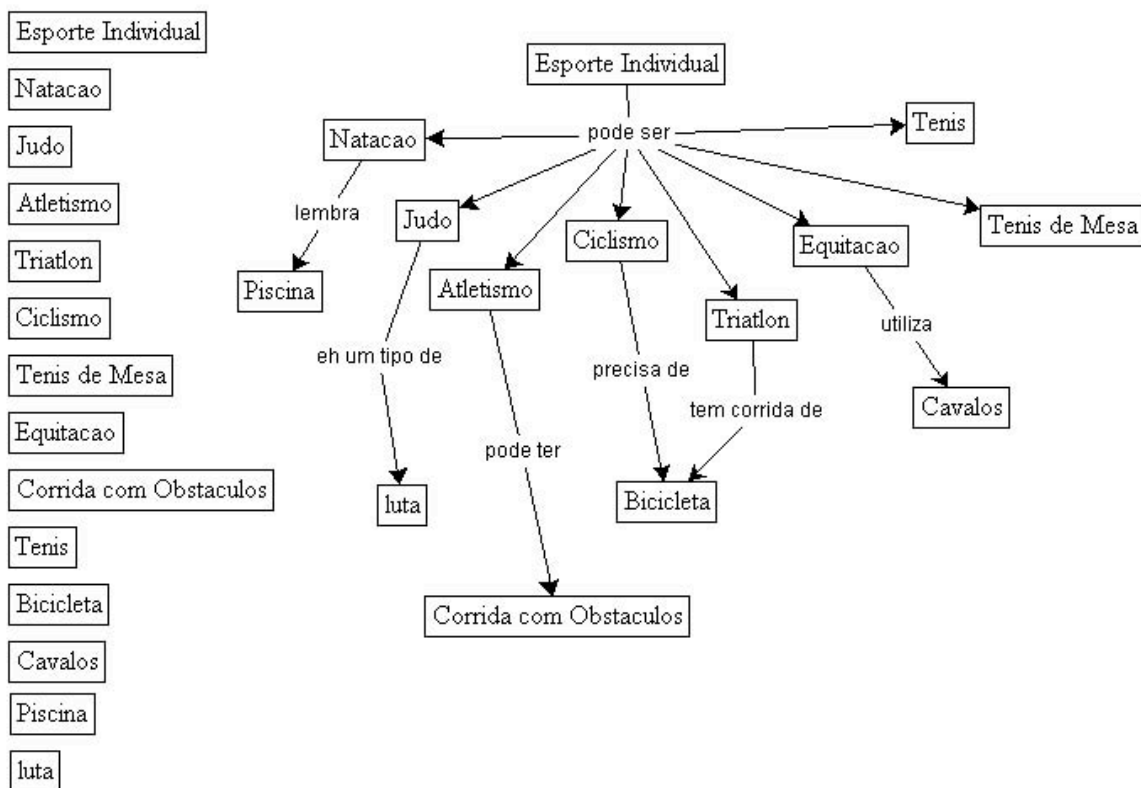 Esporte Individual
Natacao
Judo
Atletismo
Triatlon
Ciclismo
Tenis de Mesa
Equitacao
Corrida com Obstaculos
Tenis
Bicicleta
Cavalos
Piscina
luta
Esporte Individual
pode ser
Tenis
Natacao
lembra
Judo
Ciclismo
Equitacao
Tenis de Mesa
Piscina
Atletismo
Triatlon
utiliza
eh um tipo de
precisa de
tem corrida de
Cavalos
pode ter
luta
Bicicleta
Corrida com Obstaculos